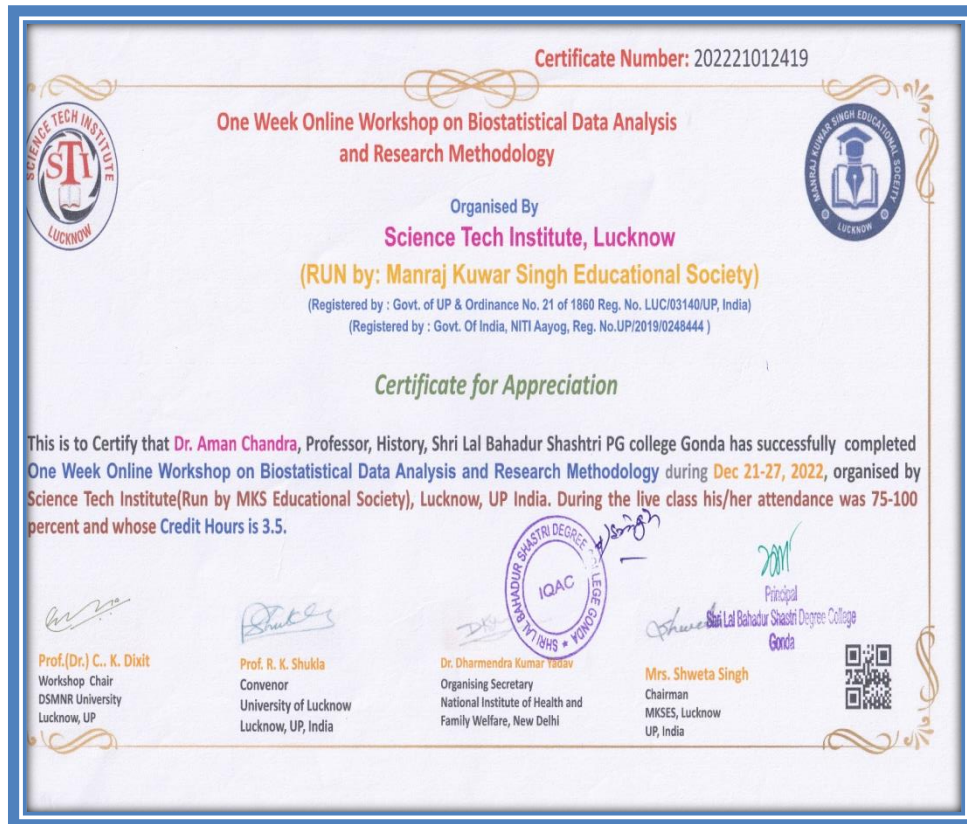 Certificate Number: 202221012419
SCIENCE TECH INSTITUTE
STI
LUCKNOW
One Week Online Workshop on Biostatistical Data Analysis
and Research Methodology
MANRAJ KUWAR SINGH EDUCATIONAL SOCEITY
LUCKNOW
Organised By
Science Tech Institute, Lucknow
(RUN by: Manraj Kuwar Singh Educational Society)
(Registered by : Govt. of UP & Ordinance No. 21 of 1860 Reg. No. LUC/03140/UP, India)
(Registered by : Govt. Of India, NITI Aayog, Reg. No.UP/2019/0248444 )
Certificate for Appreciation
This is to Certify that Dr. Aman Chandra, Professor, History, Shri Lal Bahadur Shashtri PG college Gonda has successfully completed
One Week Online Workshop on Biostatistical Data Analysis and Research Methodology during Dec 21-27, 2022, organised by
Science Tech Institute(Run by MKS Educational Society), Lucknow, UP India. During the live class his/her attendance was 75-100
percent and whose Credit Hours is 3.5.
SHRI LAL BAHADUR SHASTRI DEGREE COLLEGE GONDA
IQAC
Principal
Shri Lal Bahadur Shastri Degree College
Gonda
Prof.(Dr.) C.. K. Dixit
Workshop Chair
DSMNR University
Lucknow, UP
Prof. R. K. Shukla
Convenor
University of Lucknow
Lucknow, UP, India
Dr. Dharmendra Kumar Yadav
Organising Secretary
National Institute of Health and
Family Welfare, New Delhi
Mrs. Shweta Singh
Chairman
MKSES, Lucknow
UP, India